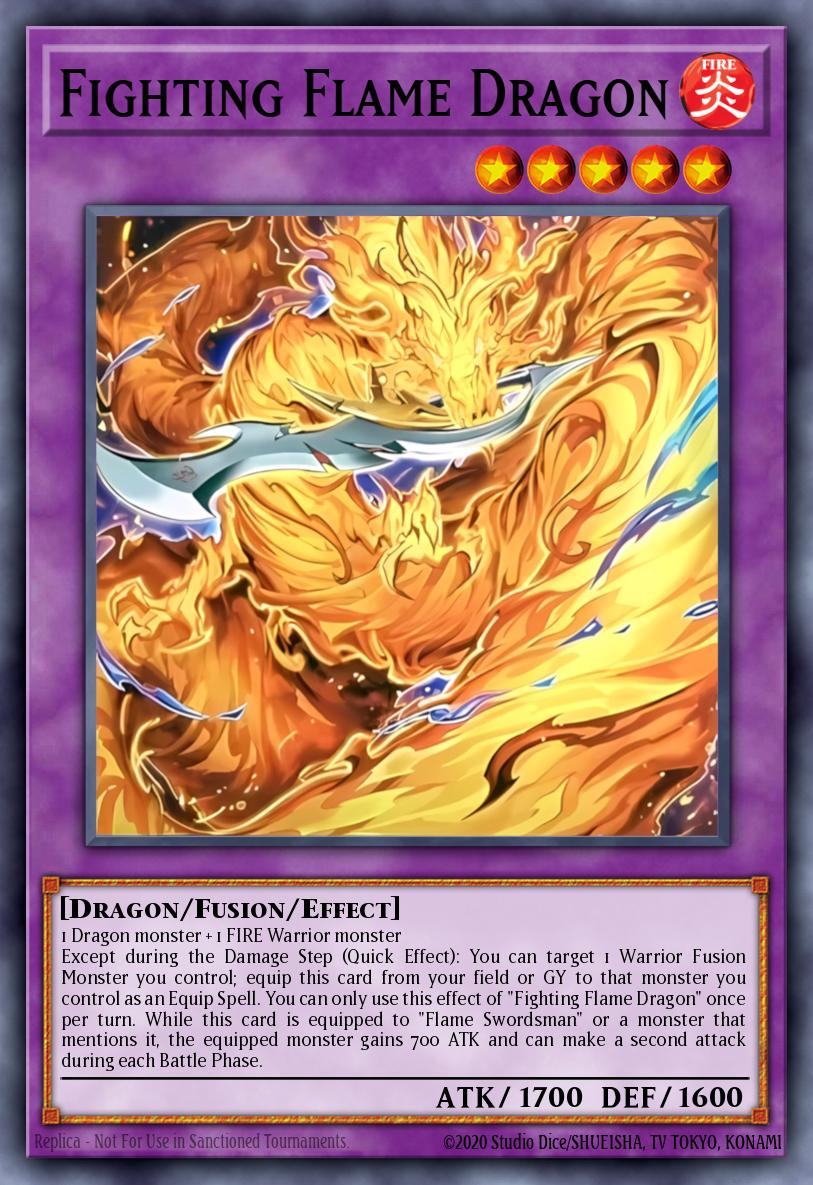 FIGHTING FLAME DRAGON
FIRE
炎
[DRAGON/FUSION/EFFECT]
1 Dragon monster + 1 FIRE Warrior monster
Except during the Damage Step (Quick Effect): You can target 1 Warrior Fusion
Monster you control; equip this card from your field or GY to that monster you
control as an Equip Spell. You can only use this effect of "Fighting Flame Dragon" once
per turn. While this card is equipped to "Flame Swordsman" or a monster that
mentions it, the equipped monster gains 700 ATK and can make a second attack
during each Battle Phase.
ATK/ 1700 DEF/ 1600
Replica - Not For Use in Sanctioned Tournaments.
©2020 Studio Dice/SHUEISHA, TV TOKYO, KONAMI